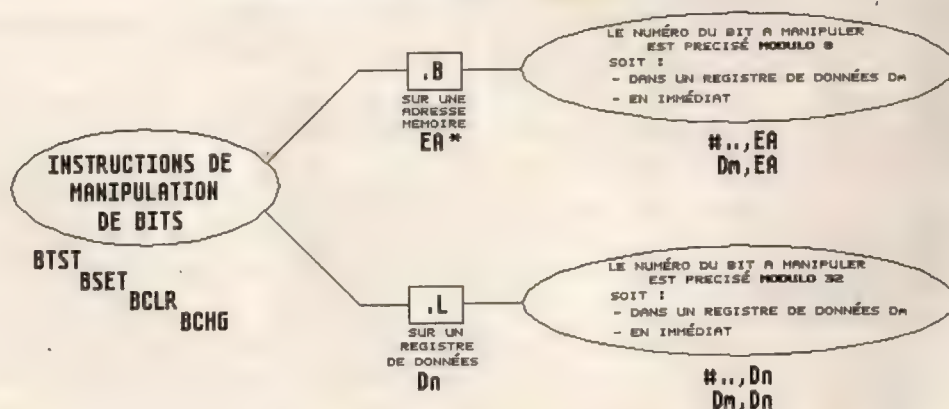 INSTRUCTIONS DE
MANIPULATION
DE BITS
BTST
BSET
BCLR
BCHG
.B
SUR UNE
ADRESSE
MÉMOIRE
EA *
LE NUMÉRO DU BIT A MANIPULER
EST PRECISÉ MODULO 8
SOIT :
- DANS UN REGISTRE DE DONNÉES Dm
- EN IMMÉDIAT
#..,EA
Dm,EA
.L
SUR UN
REGISTRE
DE DONNÉES
Dn
LE NUMÉRO DU BIT A MANIPULER
EST PRECISÉ MODULO 32
SOIT :
- DANS UN REGISTRE DE DONNÉES Dm
- EN IMMÉDIAT
#..,Dn
Dm,Dn